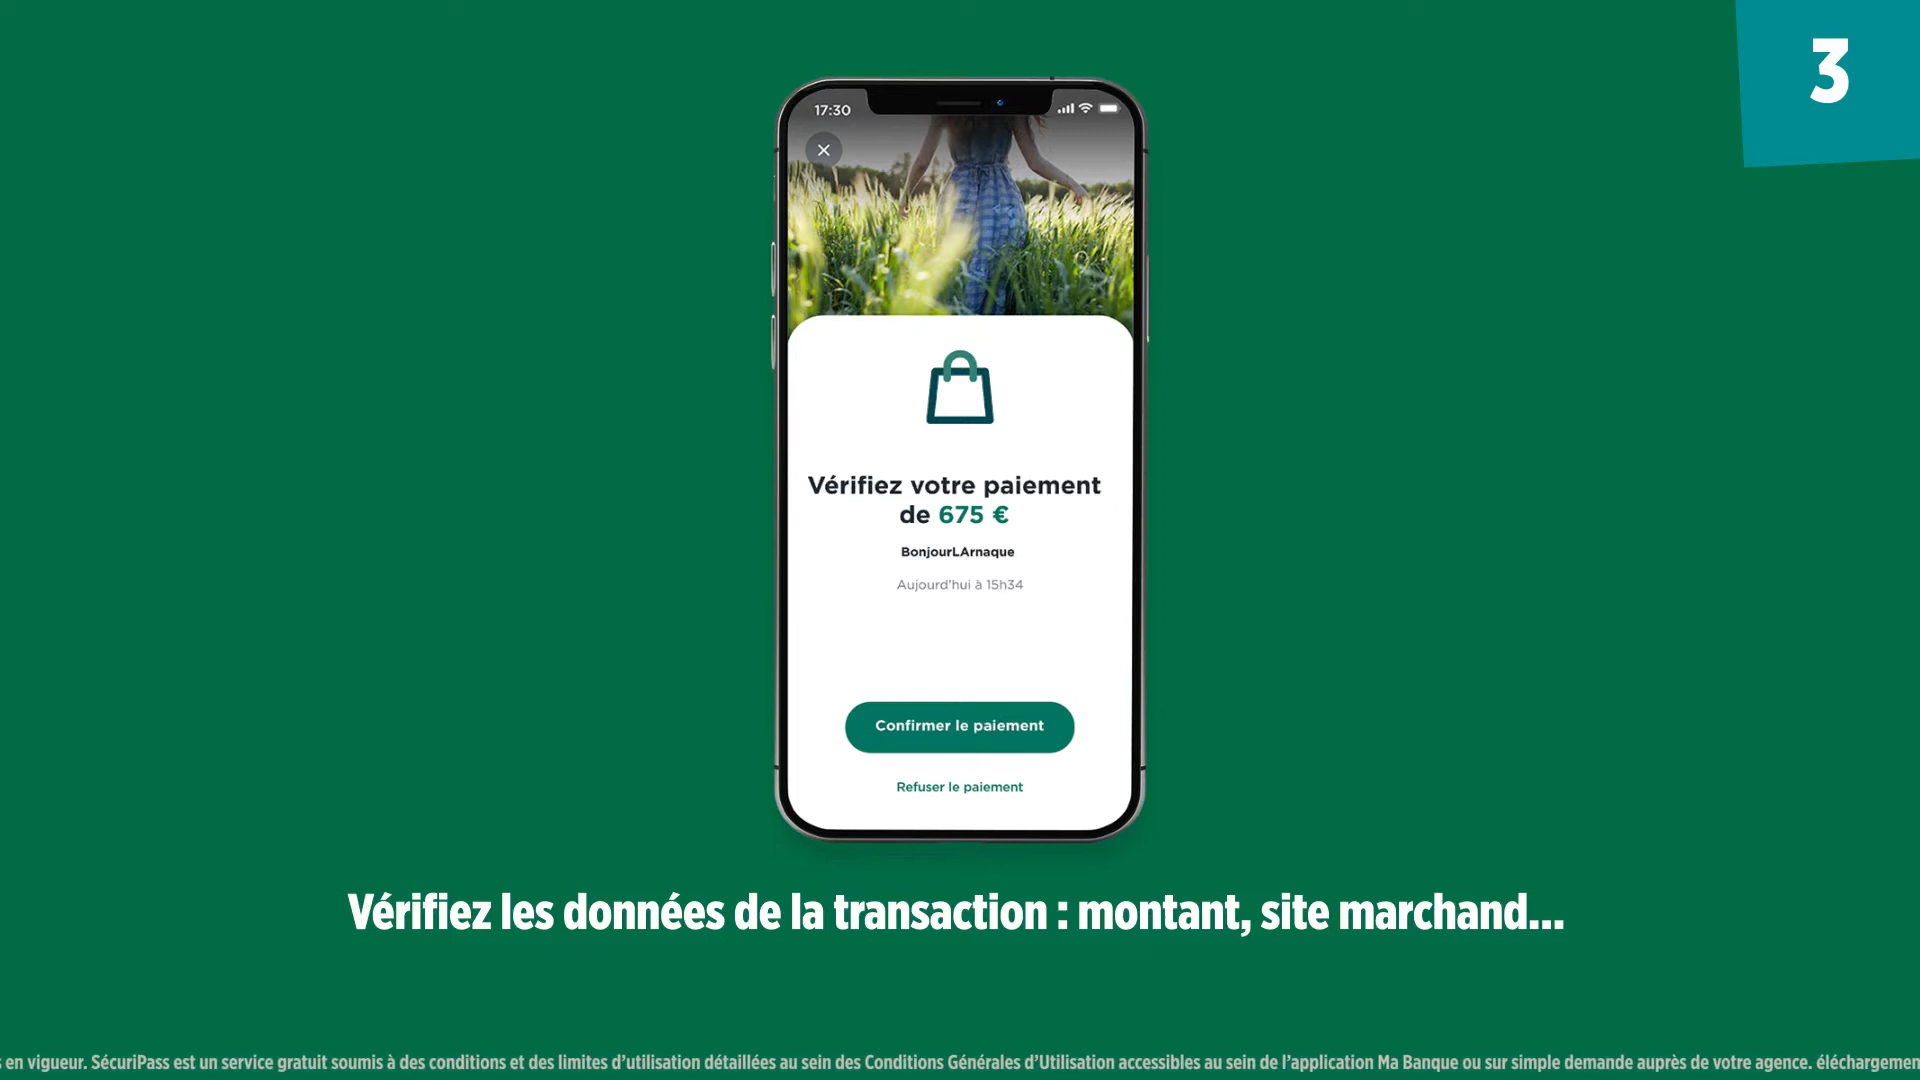 3
17:30
Vérifiez votre paiement
de 675 €
BonjourLArnaque
Aujourd'hui à 15h34
Confirmer le paiement
Refuser le paiement
Vérifiez les données de la transaction : montant, site marchand...
en vigueur. SécuriPass est un service gratuit soumis à des conditions et des limites d'utilisation détaillées au sein des Conditions Générales d'Utilisation accessibles au sein de l'application Ma Banque ou sur simple demande auprès de votre agence. éléchargemen